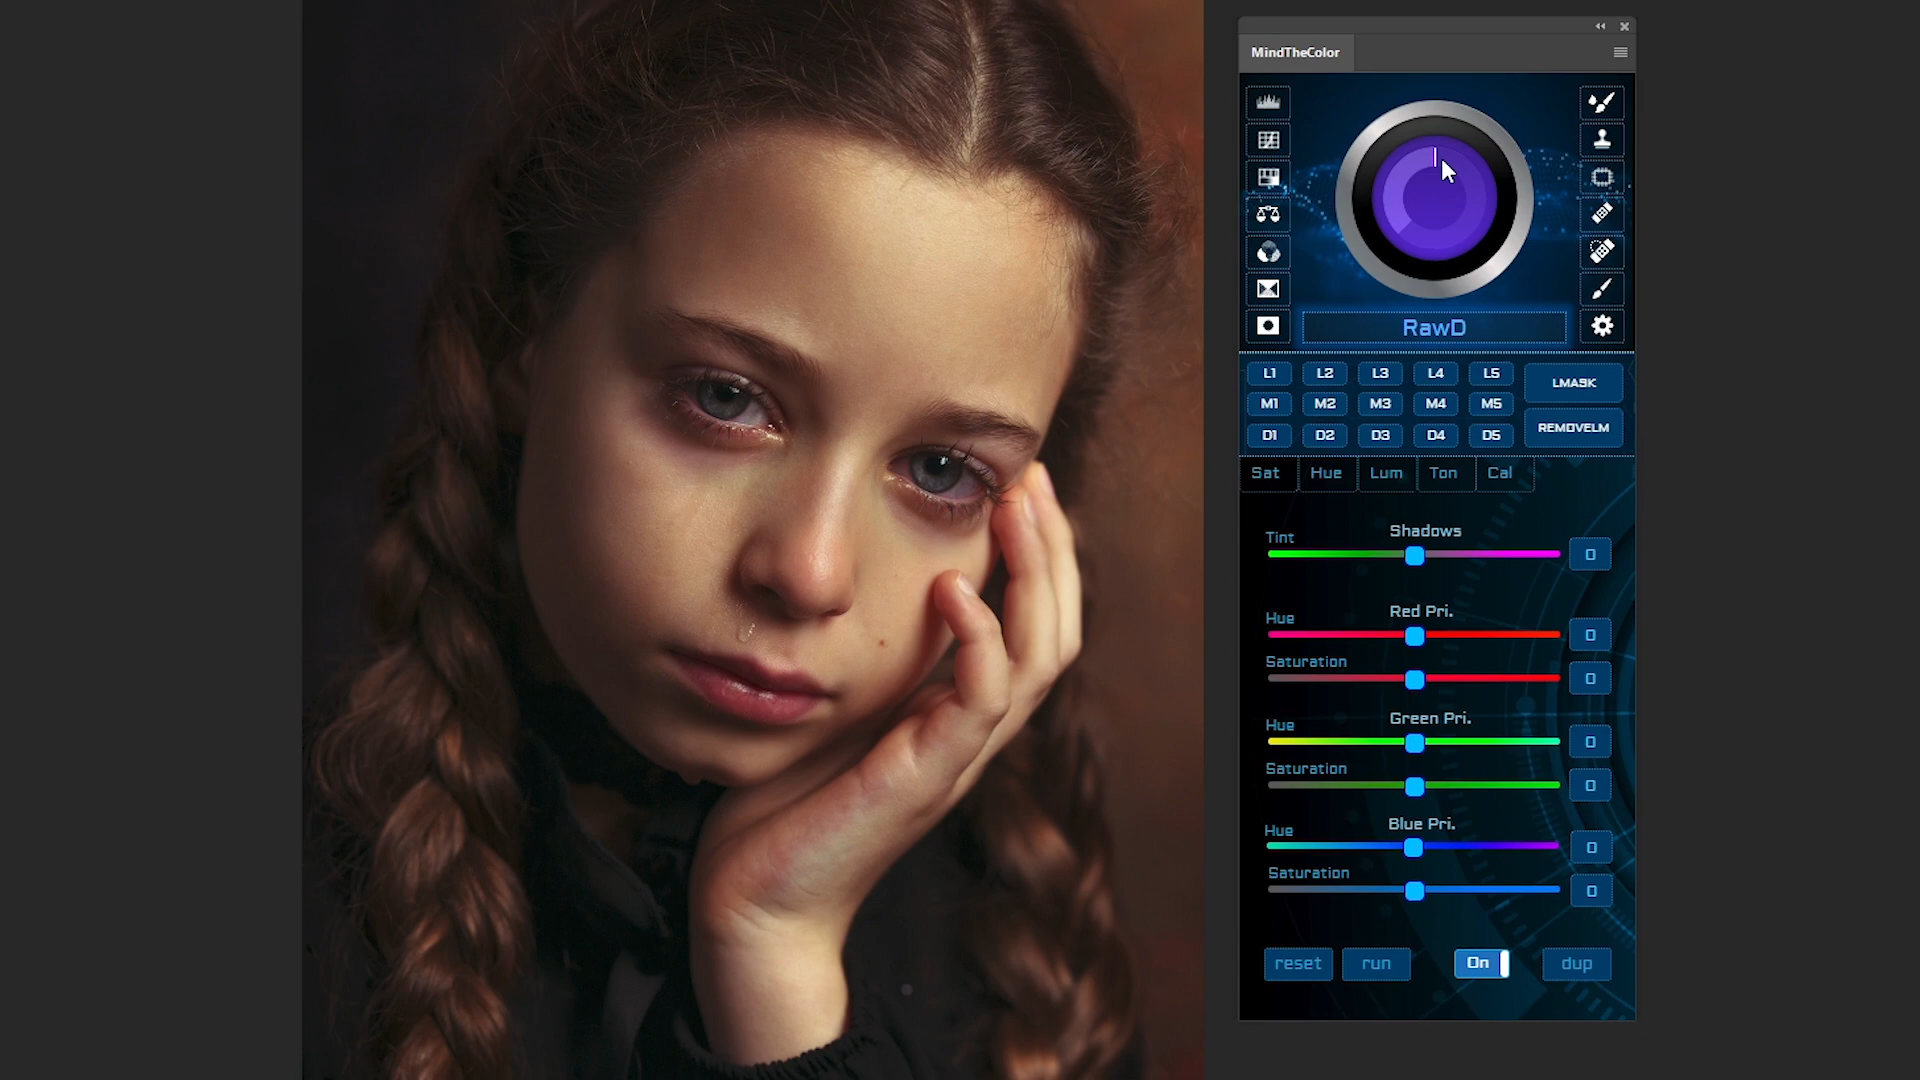 MindTheColor
RawD
L1 L2 L3 L4 L5 LMASK
M1 M2 M3 M4 M5
D1 D2 D3 D4 D5 REMOVELM
Sat Hue Lum Ton Cal
Shadows
Tint 0
Red Pri.
Hue 0
Saturation 0
Green Pri.
Hue 0
Saturation 0
Blue Pri.
Hue 0
Saturation 0
reset run On dup